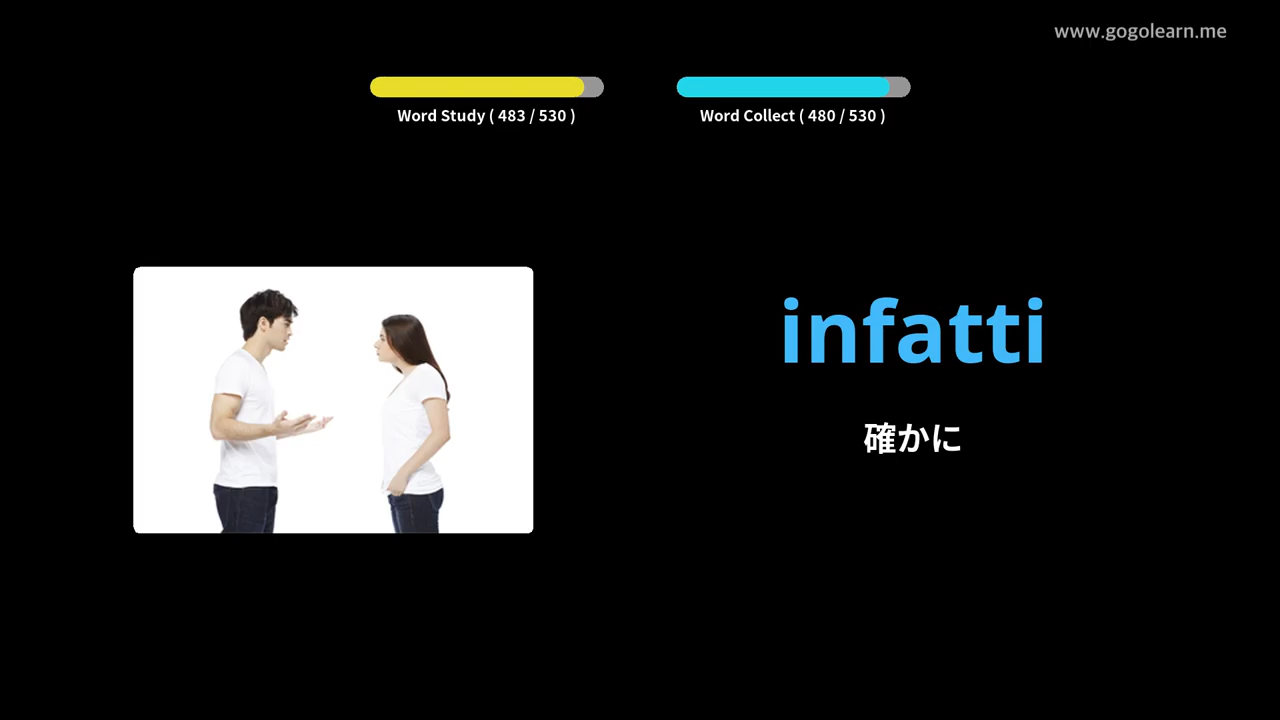 www.gogolearn.me
Word Study ( 483 / 530 )
Word Collect ( 480 / 530 )
infatti
確かに